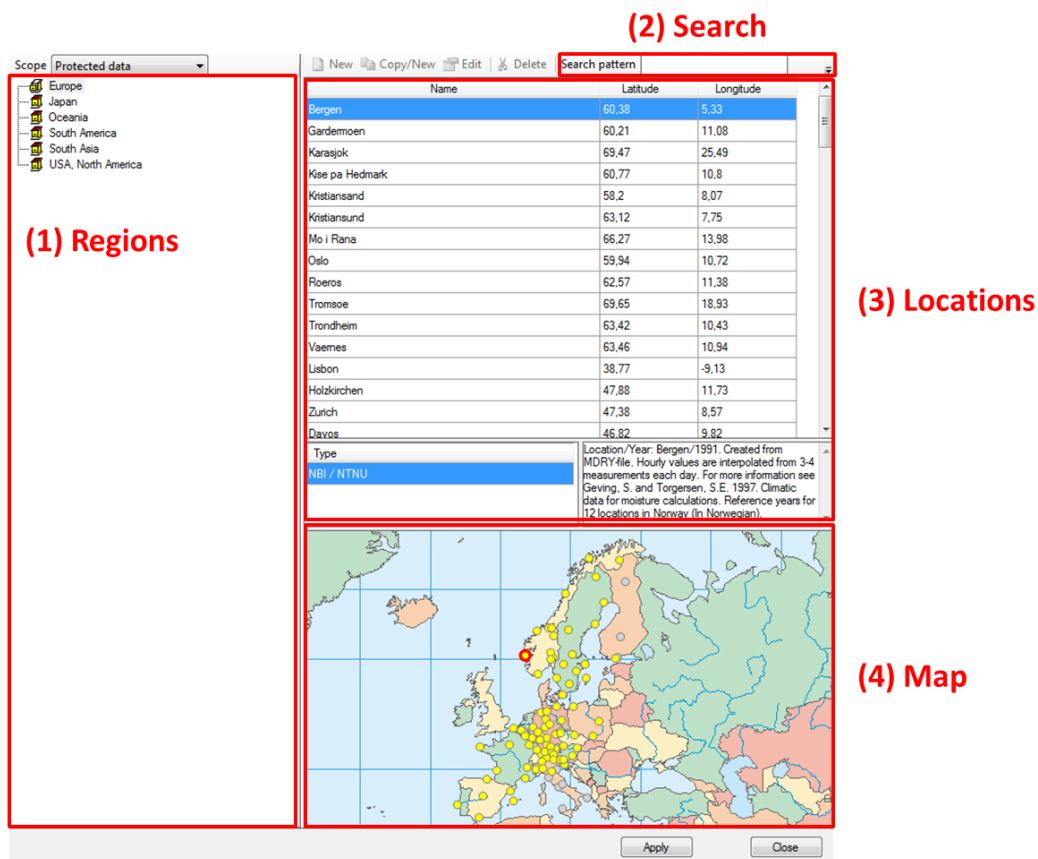 (2) Search
Scope Protected data
New Copy/New Edit Delete Search pattern
Europe
Japan
Oceania
South America
South Asia
USA, North America
(1) Regions
Name Latitude Longitude
Bergen 60,38 5,33
Gardermoen 60,21 11,08
Karasjok 69,47 25,49
Kise pa Hedmark 60,77 10,8
Kristiansand 58,2 8,07
Kristiansund 63,12 7,75
Mo i Rana 66,27 13,98
Oslo 59,94 10,72
Roeros 62,57 11,38
Tromsoe 69,65 18,93
Trondheim 63,42 10,43
Vaernes 63,46 10,94
Lisbon 38,77 -9,13
Holzkirchen 47,88 11,73
Zurich 47,38 8,57
Davos 46,82 9,82
(3) Locations
Type
NBI / NTNU
Location/Year: Bergen/1991. Created from
MDRY-file. Hourly values are interpolated from 3-4
measurements each day. For more information see
Geving, S. and Torgersen, S.E. 1997. Climatic
data for moisture calculations. Reference years for
12 locations in Norway (In Norwegian).
(4) Map
Apply Close